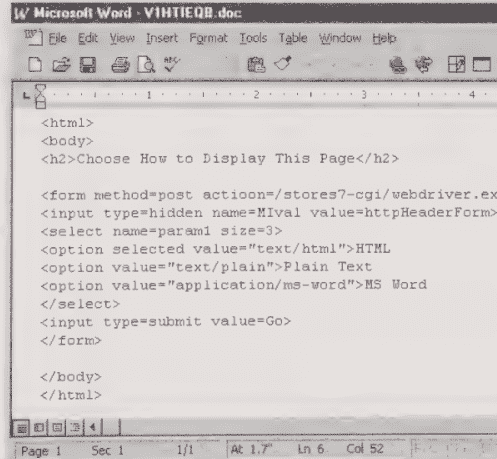 Microsoft Word - V1HTIEQB.doc
File Edit View Insert Format Tools Table Window Help
1 2 3 4
<html>
<body>
<h2>Choose How to Display This Page</h2>
<form method=post actioon=/stores7-cgi/webdriver.ex
<input type=hidden name=MIval value=httpHeaderForm>
<select name=param1 size=3>
<option selected value="text/html">HTML
<option value="text/plain">Plain Text
<option value="application/ms-word">MS Word
</select>
<input type=submit value=Go>
</form>
</body>
</html>
Page 1 Sec 1 1/1 At 1.7" Ln 6 Col 52